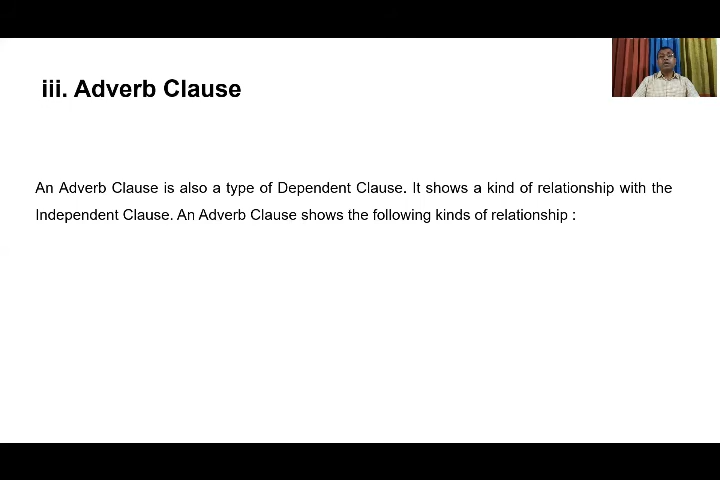 iii. Adverb Clause
An Adverb Clause is also a type of Dependent Clause. It shows a kind of relationship with the
Independent Clause. An Adverb Clause shows the following kinds of relationship :